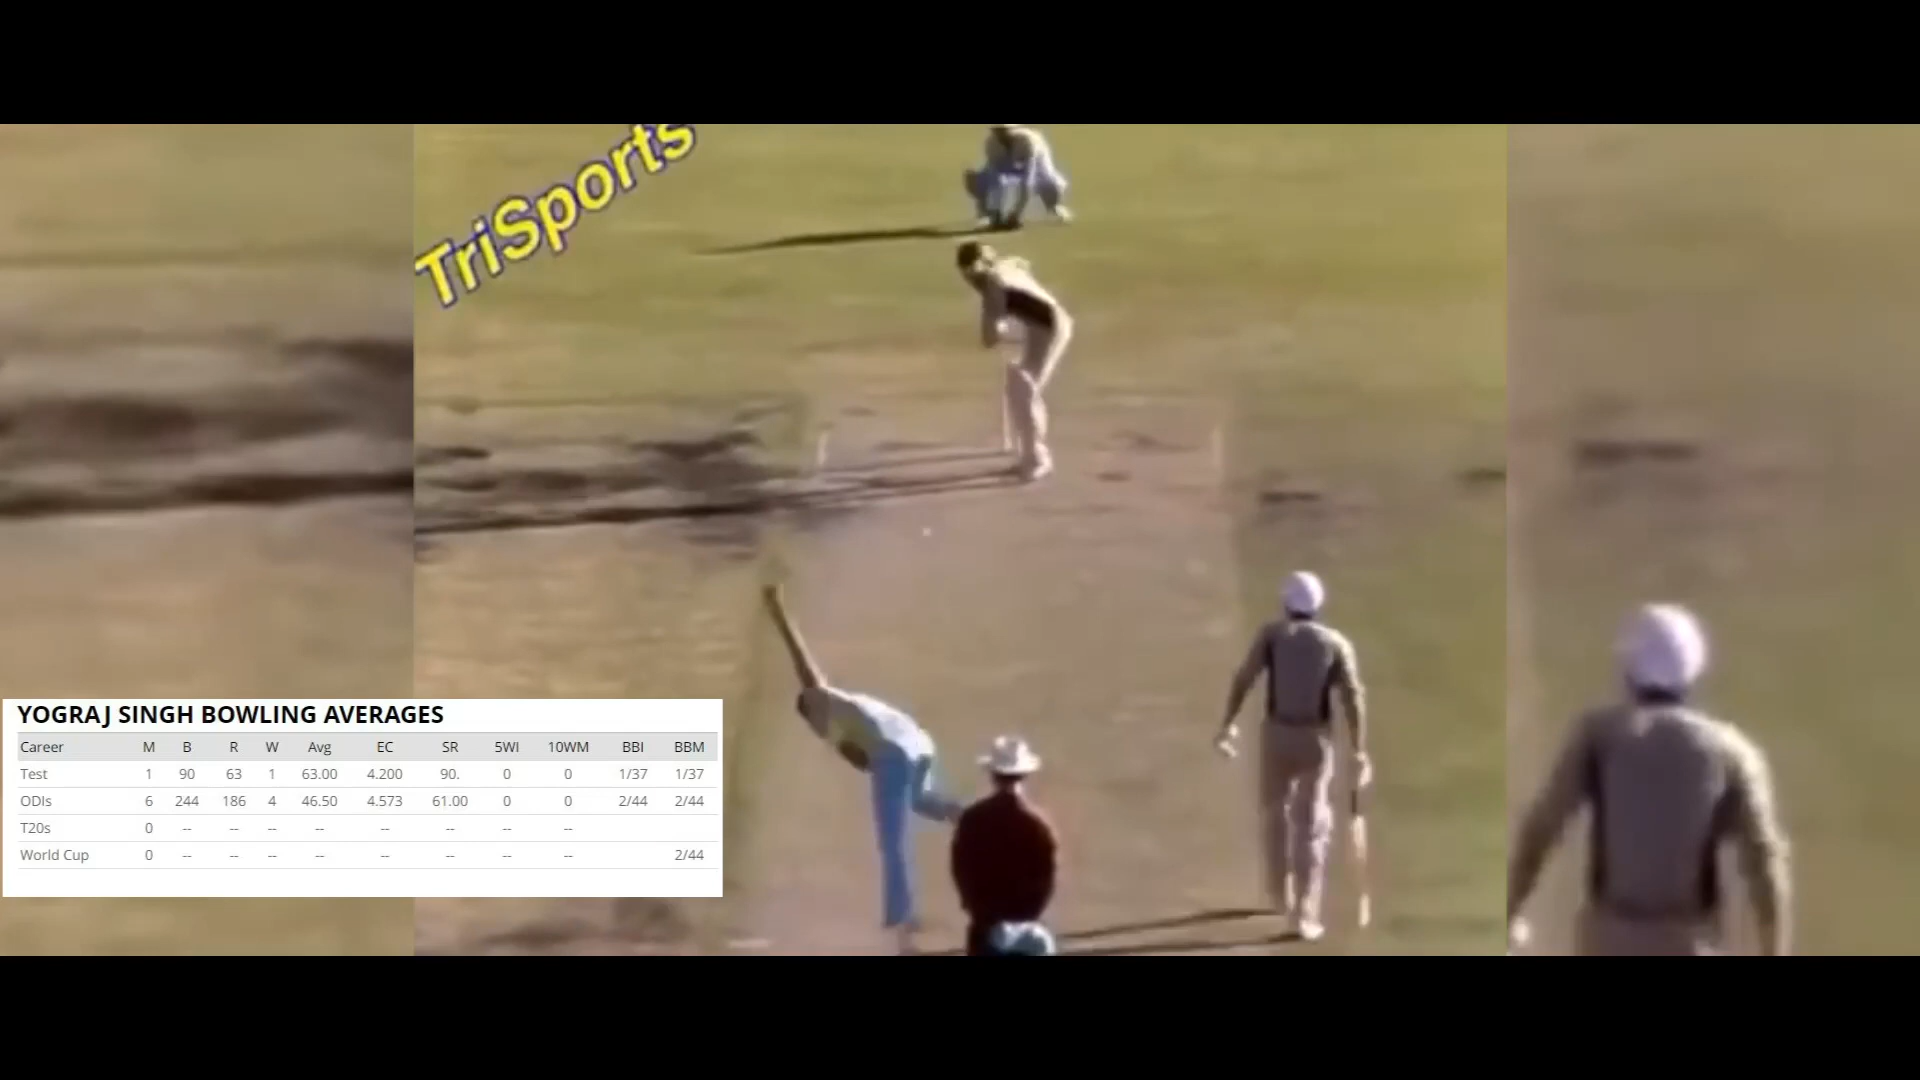 TriSports
YOGRAJ SINGH BOWLING AVERAGES
Career M B R W Avg EC SR 5WI 10WM BBI BBM
Test 1 90 63 1 63.00 4.200 90. 0 0 1/37 1/37
ODIs 6 244 186 4 46.50 4.573 61.00 0 0 2/44 2/44
T20s 0 -- -- -- -- -- -- -- --
World Cup 0 -- -- -- -- -- -- -- -- 2/44